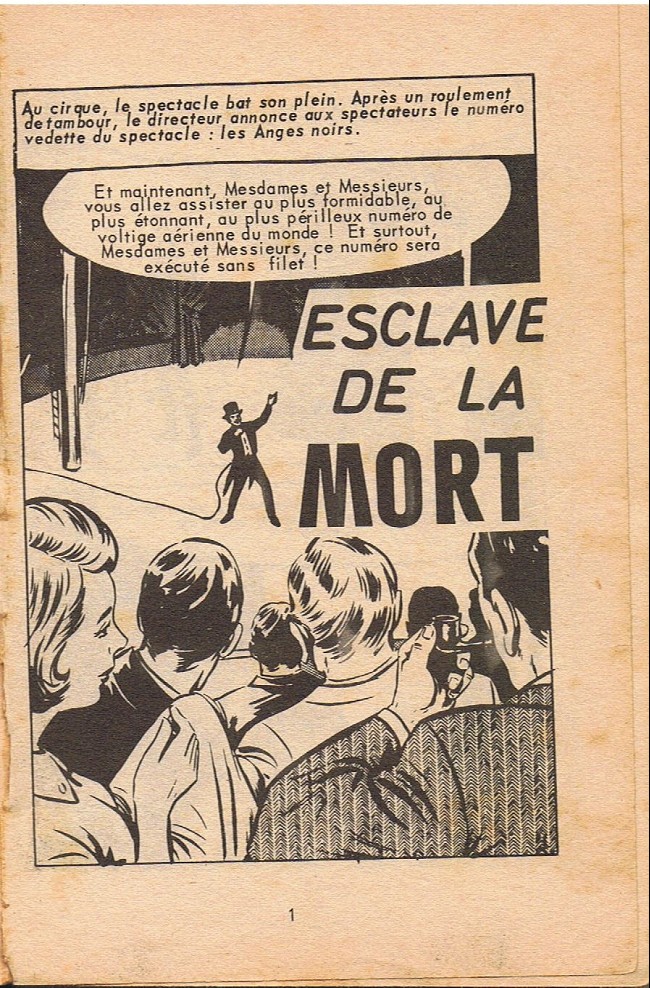 Au cirque, le spectacle bat son plein. Après un roulement
de tambour, le directeur annonce aux spectateurs le numéro
vedette du spectacle : les Anges noirs.
Et maintenant, Mesdames et Messieurs,
vous allez assister au plus formidable, au
plus étonnant, au plus périlleux numéro de
voltige aérienne du monde ! Et surtout,
Mesdames et Messieurs, ce numéro sera
exécuté sans filet !
ESCLAVE
DE LA
MORT
1